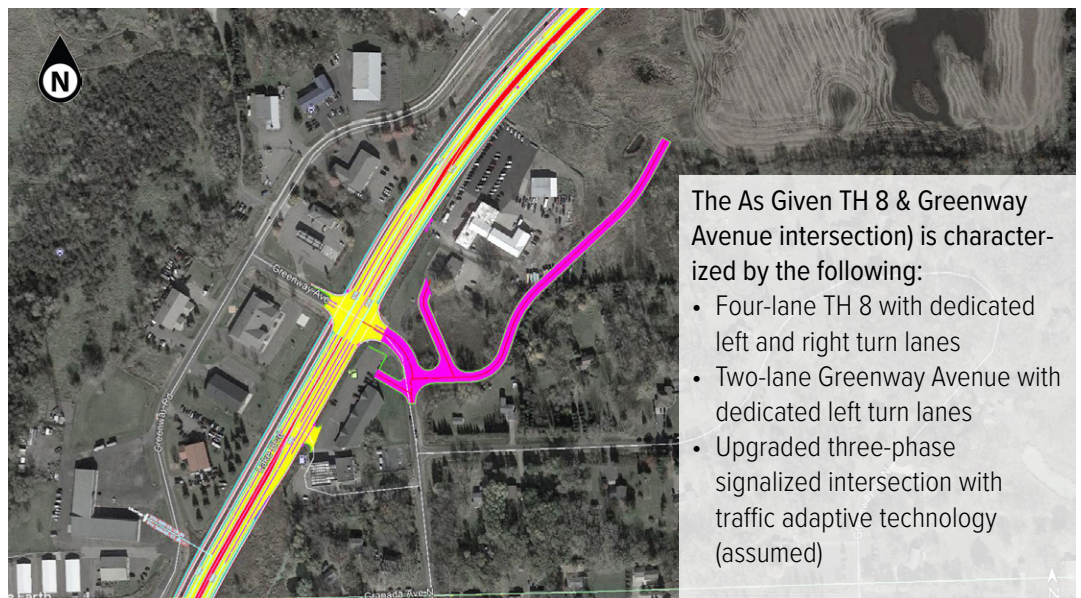 N
Greenway Ave
The As Given TH 8 & Greenway
Avenue intersection) is character-
ized by the following:
• Four-lane TH 8 with dedicated
left and right turn lanes
• Two-lane Greenway Avenue with
dedicated left turn lanes
• Upgraded three-phase
signalized intersection with
traffic adaptive technology
(assumed)
Greenway Rd
Granada Ave N
Earth
N